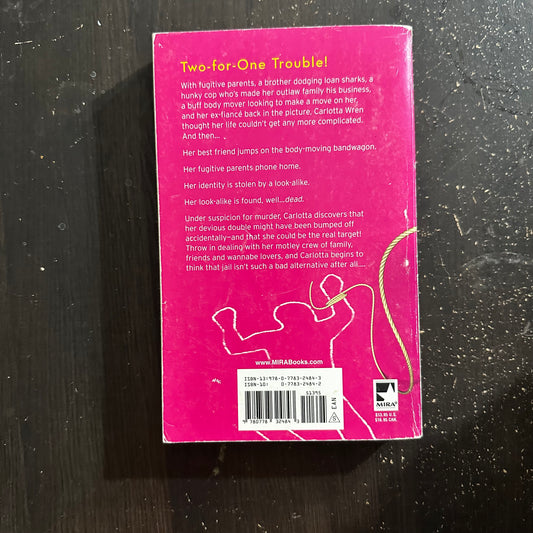 Two-for-One Trouble!
With fugitive parents, a brother dodging loan sharks, a
hunky cop who's made her outlaw family his business,
a buff body mover looking to make a move on her,
and her ex-fiancé back in the picture, Carlotta Wren
thought her life couldn't get any more complicated.
And then...
Her best friend jumps on the body-moving bandwagon.
Her fugitive parents phone home.
Her identity is stolen by a look-alike.
Her look-alike is found, well...dead.
Under suspicion for murder, Carlotta discovers that
her devious double might have been bumped off
accidentally—and that she could be the real target!
Throw in dealing with her motley crew of family,
friends and wannabe lovers, and Carlotta begins to
think that jail isn't such a bad alternative after all....
www.MIRABooks.com
ISBN-13:978-0-7783-2484-3
ISBN-10: 0-7783-2484-2
51395
9 780778 324843
EAN
MIRA®
$13.95 U.S.
$16.95 CAN.